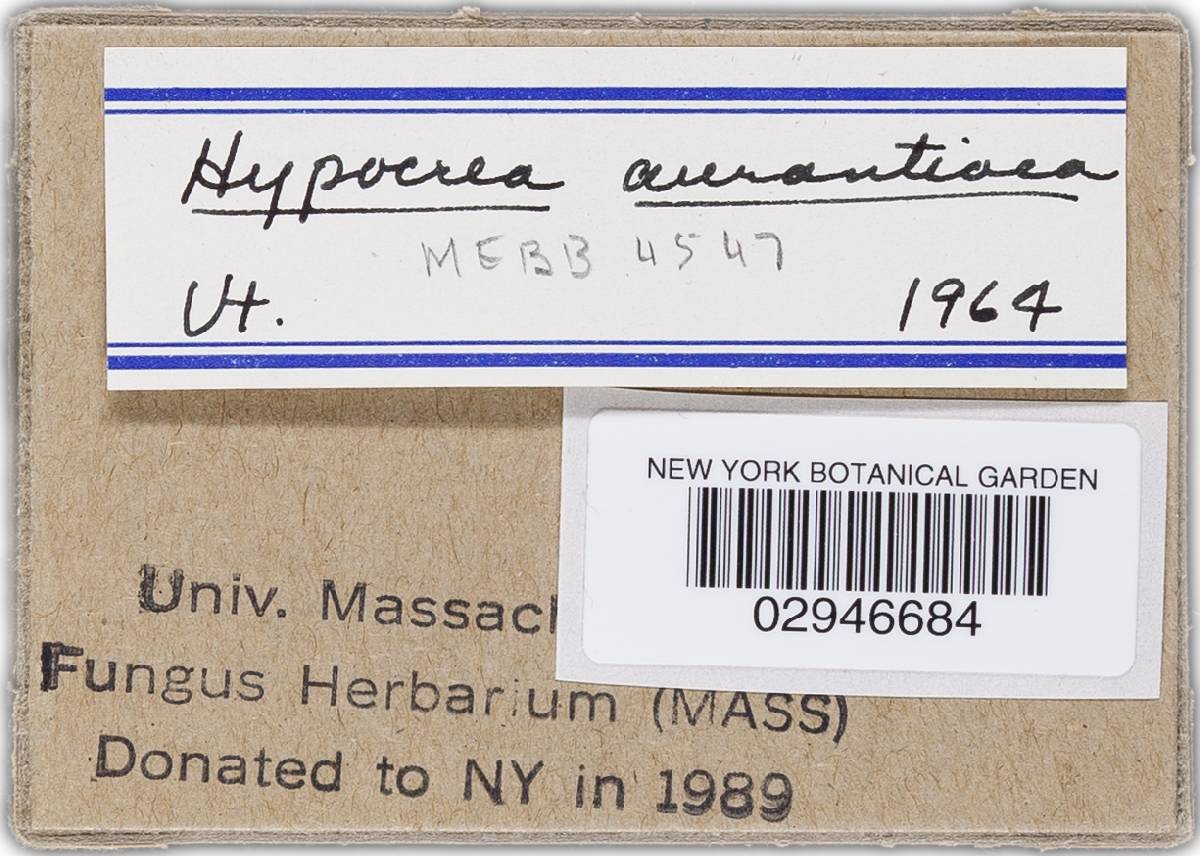 Hypocrea aurantiaca
MEBB 4547
Vt. 1964
NEW YORK BOTANICAL GARDEN
02946684
Univ. Massach
Fungus Herbarium (MASS)
Donated to NY in 1989